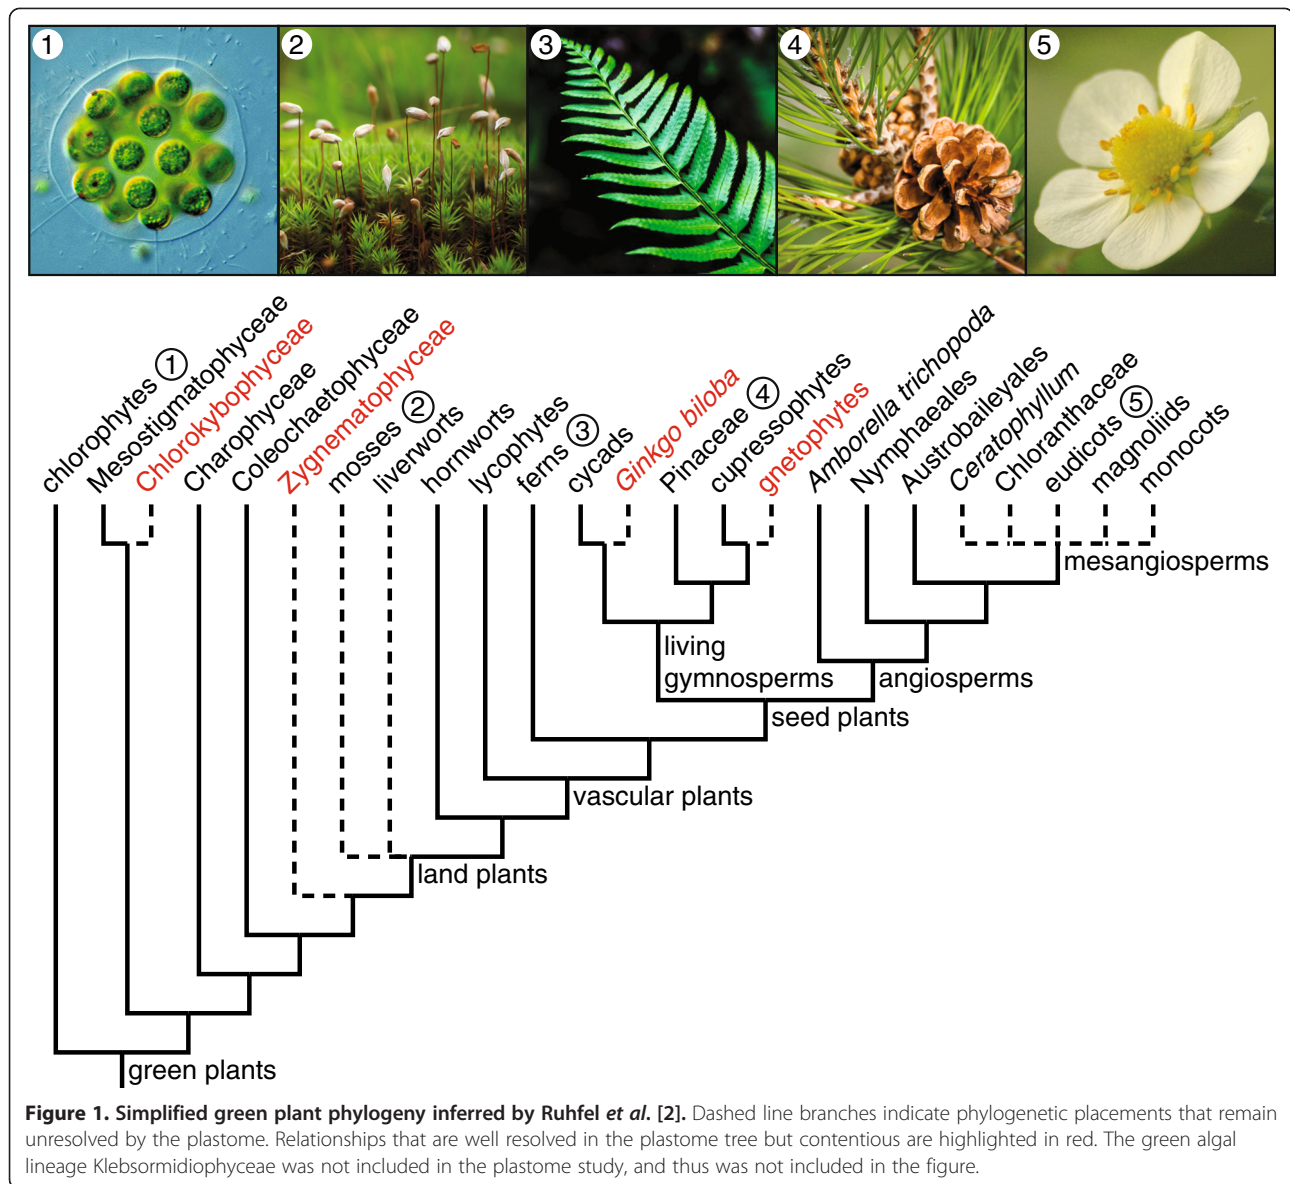 1
2
3
4
5
chlorophytes 1
Mesostigmatophyceae
Chlorokybophyceae
Charophyceae
Coleochaetophyceae
Zygnematophyceae
mosses 2
liverworts
hornworts
lycophytes
ferns 3
cycads
Ginkgo biloba
Pinaceae 4
cupressophytes
gnetophytes
Amborella trichopoda
Nymphaeales
Austrobaileyales
Ceratophyllum
Chloranthaceae
eudicots 5
magnoliids
monocots
mesangiosperms
living
gymnosperms
angiosperms
seed plants
vascular plants
land plants
green plants
Figure 1. Simplified green plant phylogeny inferred by Ruhfel et al. [2]. Dashed line branches indicate phylogenetic placements that remain
unresolved by the plastome. Relationships that are well resolved in the plastome tree but contentious are highlighted in red. The green algal
lineage Klebsormidiophyceae was not included in the plastome study, and thus was not included in the figure.